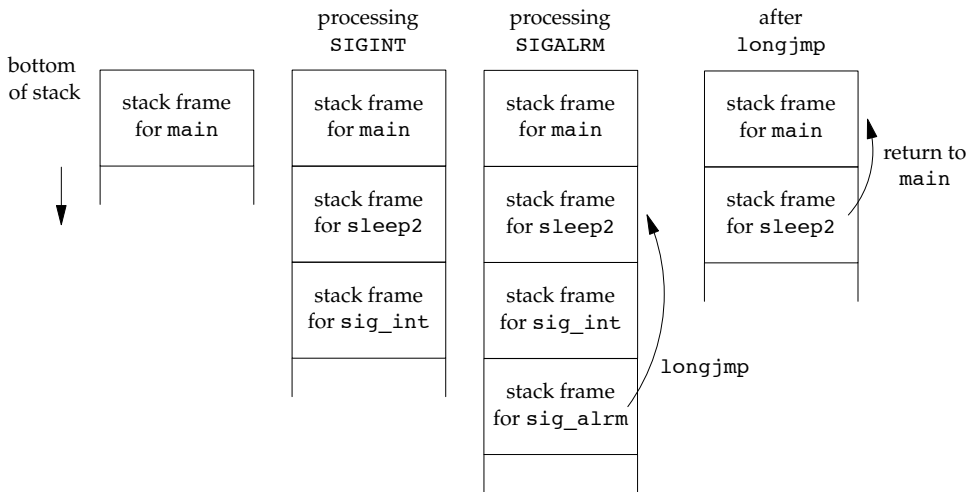 processing
SIGINT
processing
SIGALRM
after
longjmp
bottom
of stack
stack frame
for main
stack frame
for main
stack frame
for main
stack frame
for main
return to
main
stack frame
for sleep2
stack frame
for sleep2
stack frame
for sleep2
stack frame
for sig_int
stack frame
for sig_int
longjmp
stack frame
for sig_alrm